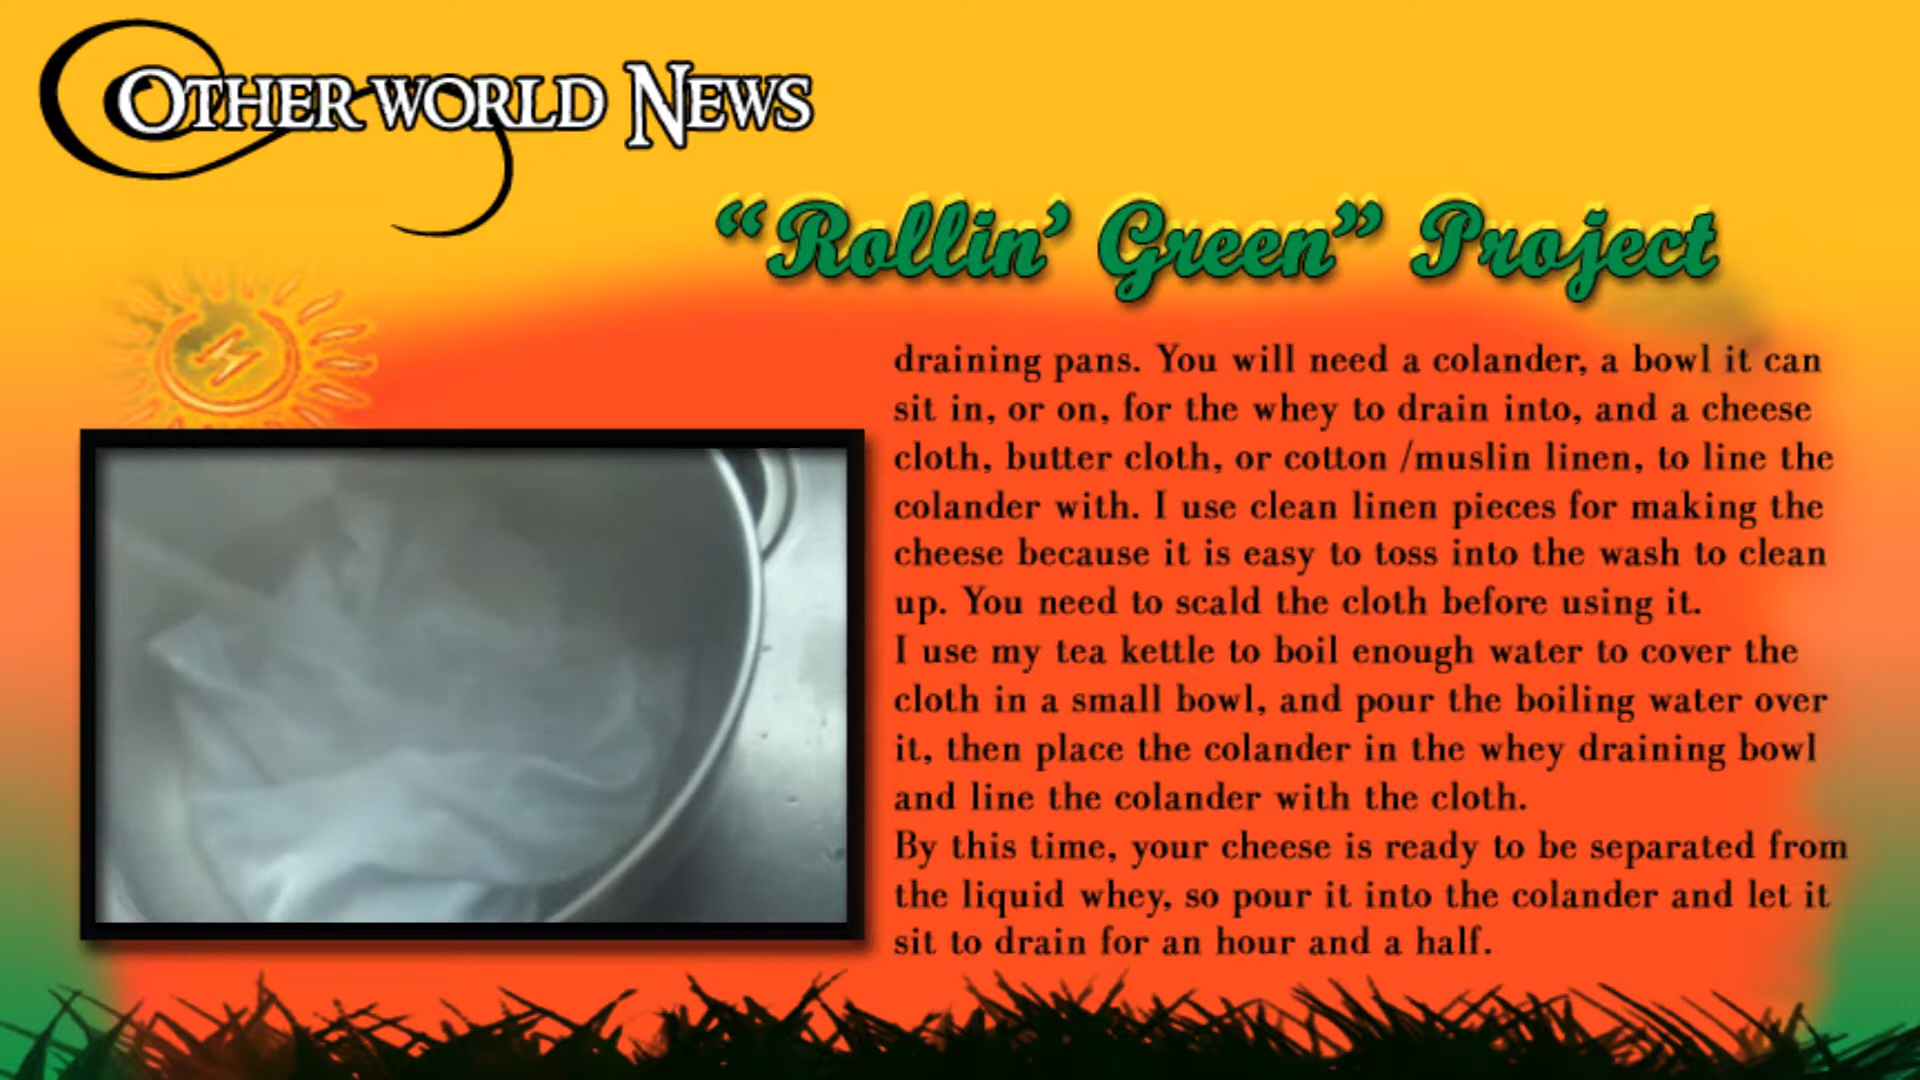 OTHER WORLD NEWS
“Rollin’ Green” Project
draining pans. You will need a colander, a bowl it can
sit in, or on, for the whey to drain into, and a cheese
cloth, butter cloth, or cotton /muslin linen, to line the
colander with. I use clean linen pieces for making the
cheese because it is easy to toss into the wash to clean
up. You need to scald the cloth before using it.
I use my tea kettle to boil enough water to cover the
cloth in a small bowl, and pour the boiling water over
it, then place the colander in the whey draining bowl
and line the colander with the cloth.
By this time, your cheese is ready to be separated from
the liquid whey, so pour it into the colander and let it
sit to drain for an hour and a half.